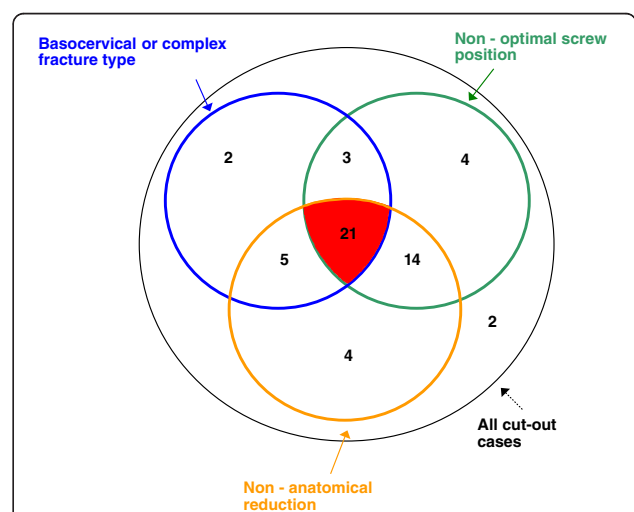 Basocervical or complex
fracture type
Non - optimal screw
position
2
3
4
21
5
14
2
4
All cut-out
cases
Non - anatomical
reduction